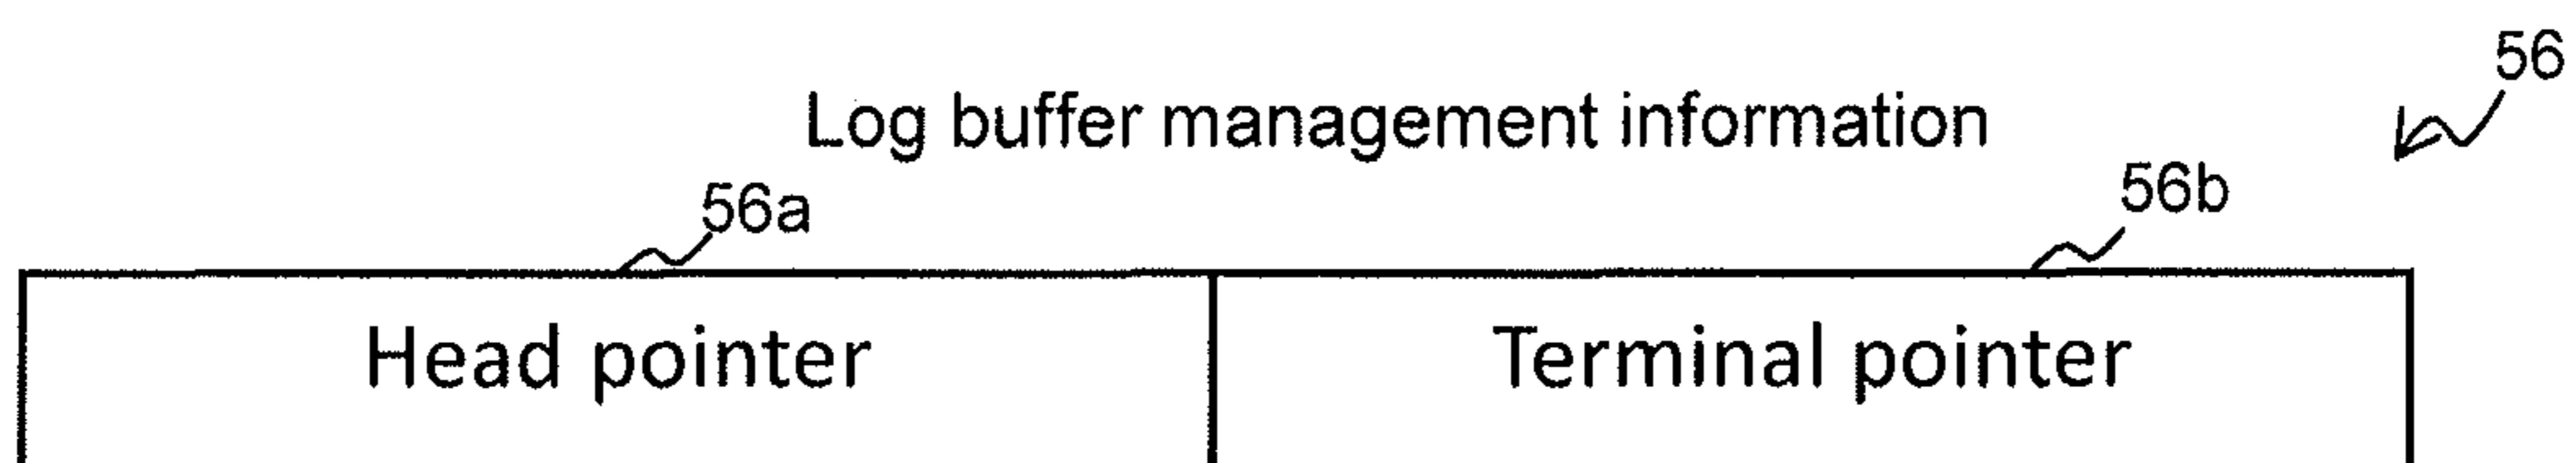 56
Log buffer management information
56a 56b
Head pointer Terminal pointer